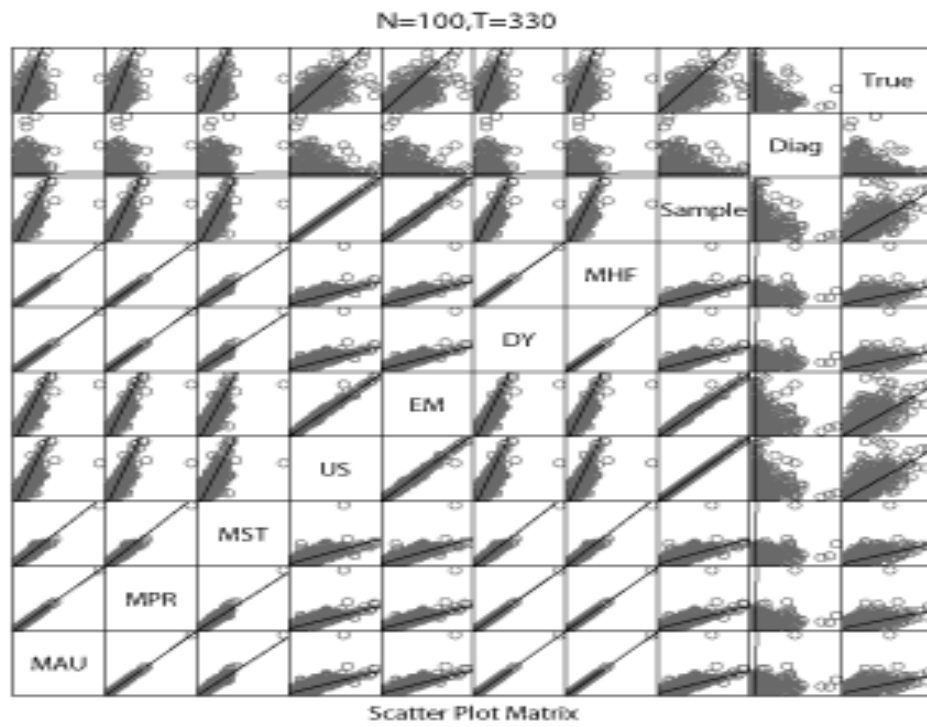 N=100,T=330
True
Diag
Sample
MHF
DY
EM
US
MST
MPR
MAU
Scatter Plot Matrix